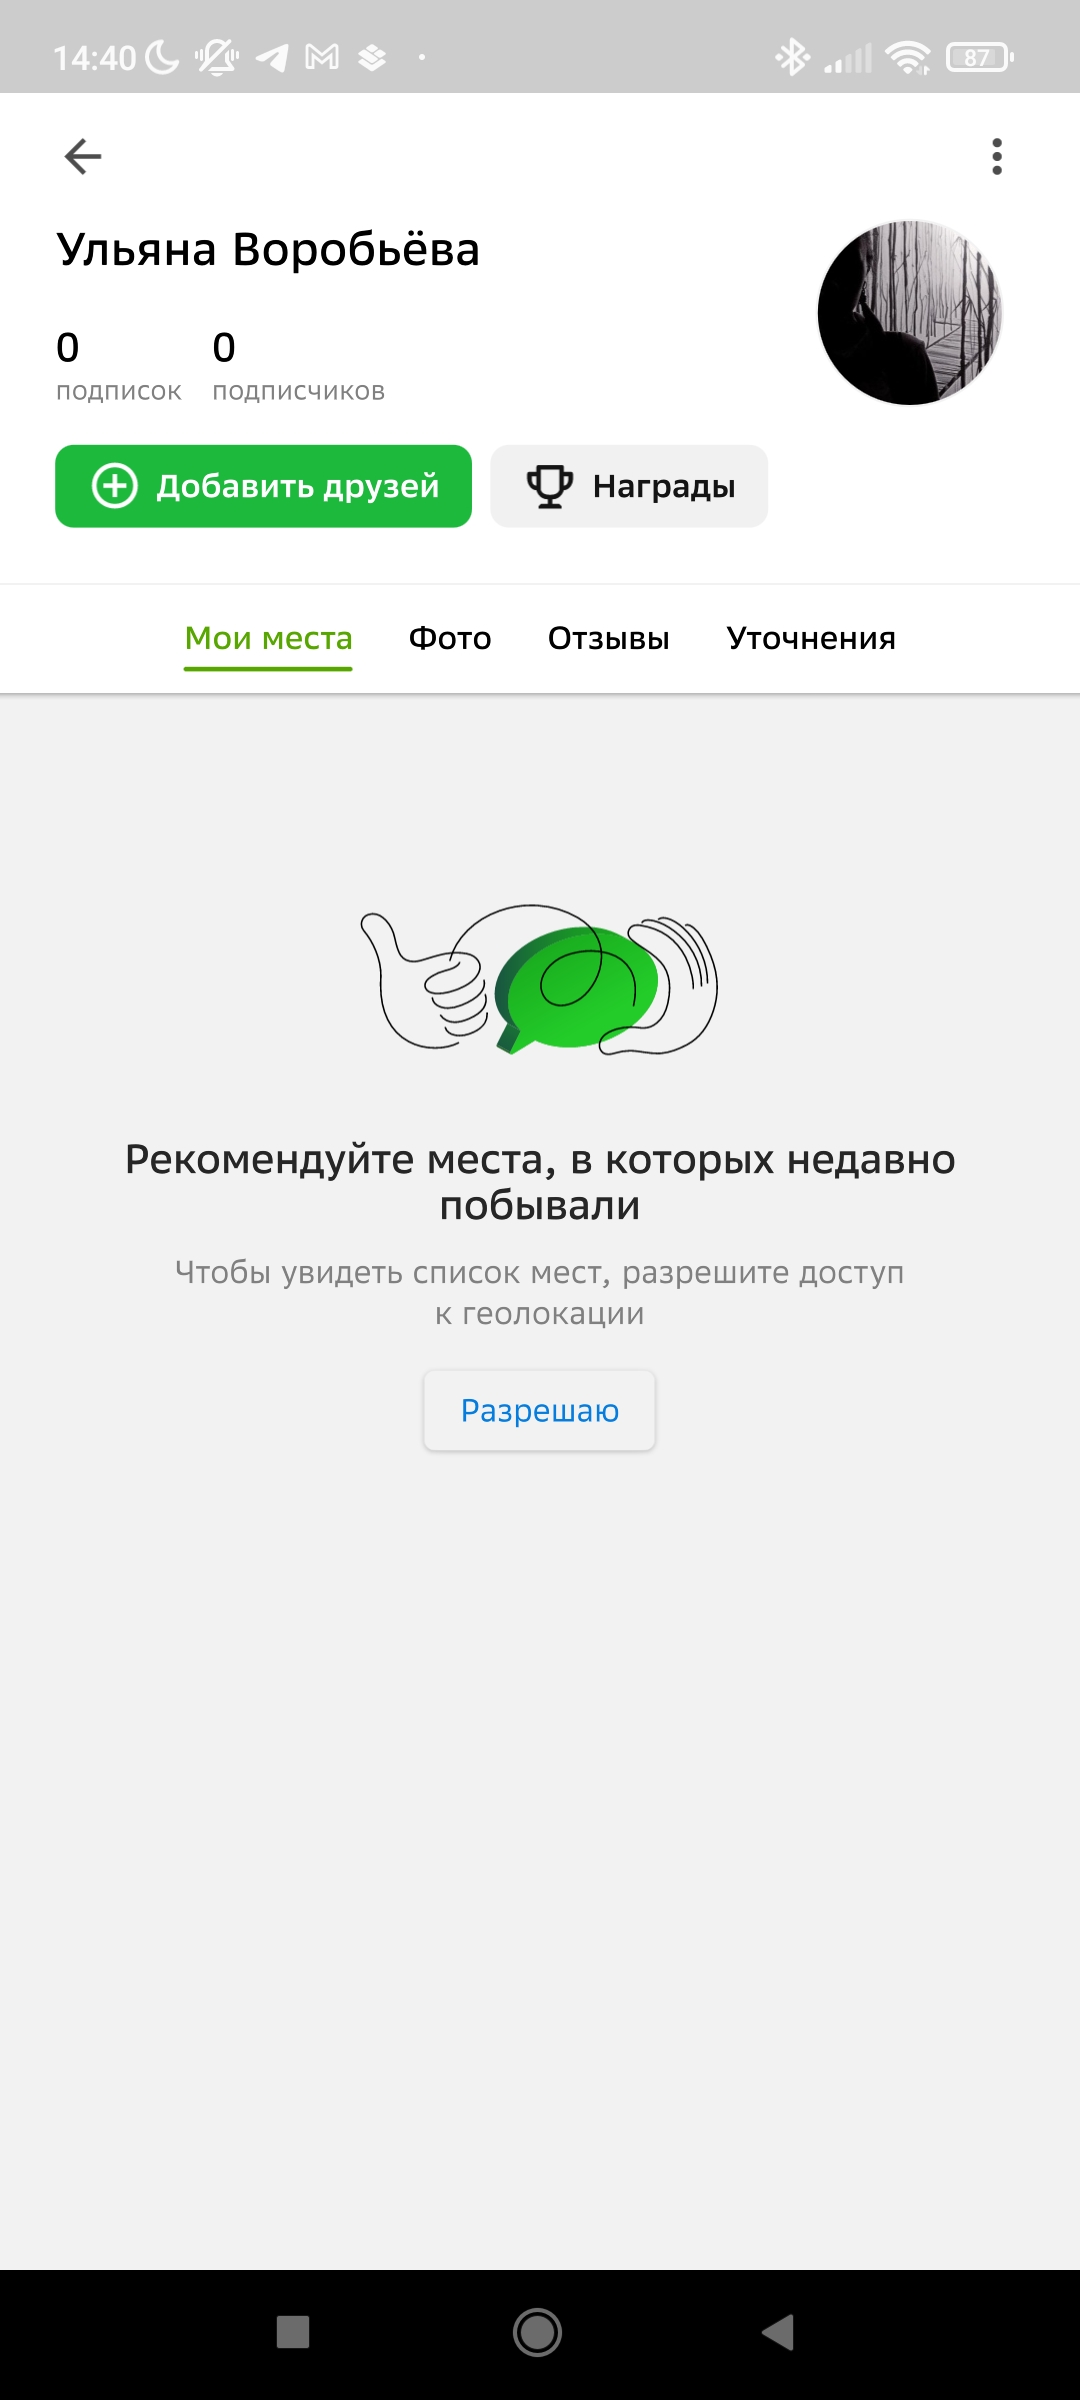 14:40
87
Ульяна Воробьёва
0 0
подписок подписчиков
Добавить друзей Награды
Мои места Фото Отзывы Уточнения
Рекомендуйте места, в которых недавно
побывали
Чтобы увидеть список мест, разрешите доступ
к геолокации
Разрешаю